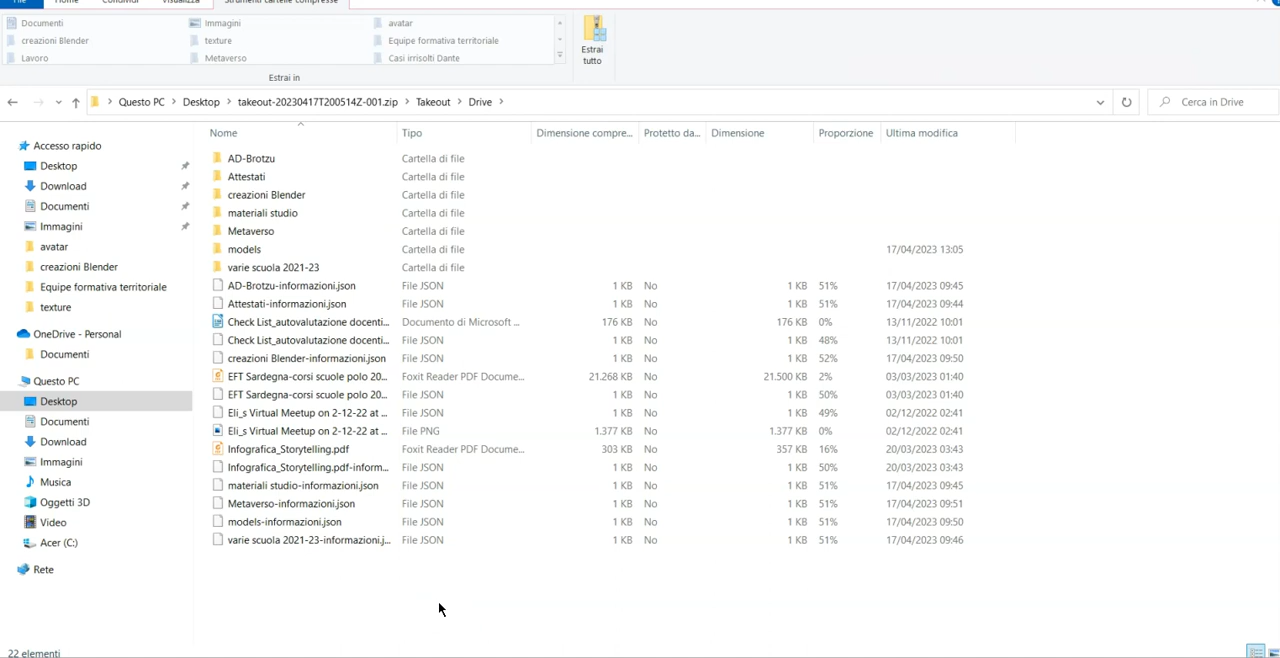 File Home Condividi Visualizza Strumenti cartelle compresse
Documenti Immagini avatar
creazioni Blender texture Equipe formativa territoriale
Lavoro Metaverso Casi irrisolti Dante
Estrai tutto
Estrai in
Questo PC > Desktop > takeout-20230417T200514Z-001.zip > Takeout > Drive >
Cerca in Drive
Accesso rapido
Desktop
Download
Documenti
Immagini
avatar
creazioni Blender
Equipe formativa territoriale
texture
OneDrive - Personal
Documenti
Questo PC
Desktop
Documenti
Download
Immagini
Musica
Oggetti 3D
Video
Acer (C:)
Rete
Nome Tipo Dimensione compre... Protetto da... Dimensione Proporzione Ultima modifica
AD-Brotzu Cartella di file
Attestati Cartella di file
creazioni Blender Cartella di file
materiali studio Cartella di file
Metaverso Cartella di file
models Cartella di file 17/04/2023 13:05
varie scuola 2021-23 Cartella di file
AD-Brotzu-informazioni.json File JSON 1 KB No 1 KB 51% 17/04/2023 09:45
Attestati-informazioni.json File JSON 1 KB No 1 KB 51% 17/04/2023 09:44
Check List_autovalutazione docenti... Documento di Microsoft ... 176 KB No 176 KB 0% 13/11/2022 10:01
Check List_autovalutazione docenti... File JSON 1 KB No 1 KB 48% 13/11/2022 10:01
creazioni Blender-informazioni.json File JSON 1 KB No 1 KB 52% 17/04/2023 09:50
EFT Sardegna-corsi scuole polo 20... Foxit Reader PDF Docume... 21.268 KB No 21.500 KB 2% 03/03/2023 01:40
EFT Sardegna-corsi scuole polo 20... File JSON 1 KB No 1 KB 50% 03/03/2023 01:40
Eli_s Virtual Meetup on 2-12-22 at ... File JSON 1 KB No 1 KB 49% 02/12/2022 02:41
Eli_s Virtual Meetup on 2-12-22 at ... File PNG 1.377 KB No 1.377 KB 0% 02/12/2022 02:41
Infografica_Storytelling.pdf Foxit Reader PDF Docume... 303 KB No 357 KB 16% 20/03/2023 03:43
Infografica_Storytelling.pdf-inform... File JSON 1 KB No 1 KB 50% 20/03/2023 03:43
materiali studio-informazioni.json File JSON 1 KB No 1 KB 51% 17/04/2023 09:45
Metaverso-informazioni.json File JSON 1 KB No 1 KB 51% 17/04/2023 09:51
models-informazioni.json File JSON 1 KB No 1 KB 51% 17/04/2023 09:50
varie scuola 2021-23-informazioni.j... File JSON 1 KB No 1 KB 51% 17/04/2023 09:46
22 elementi